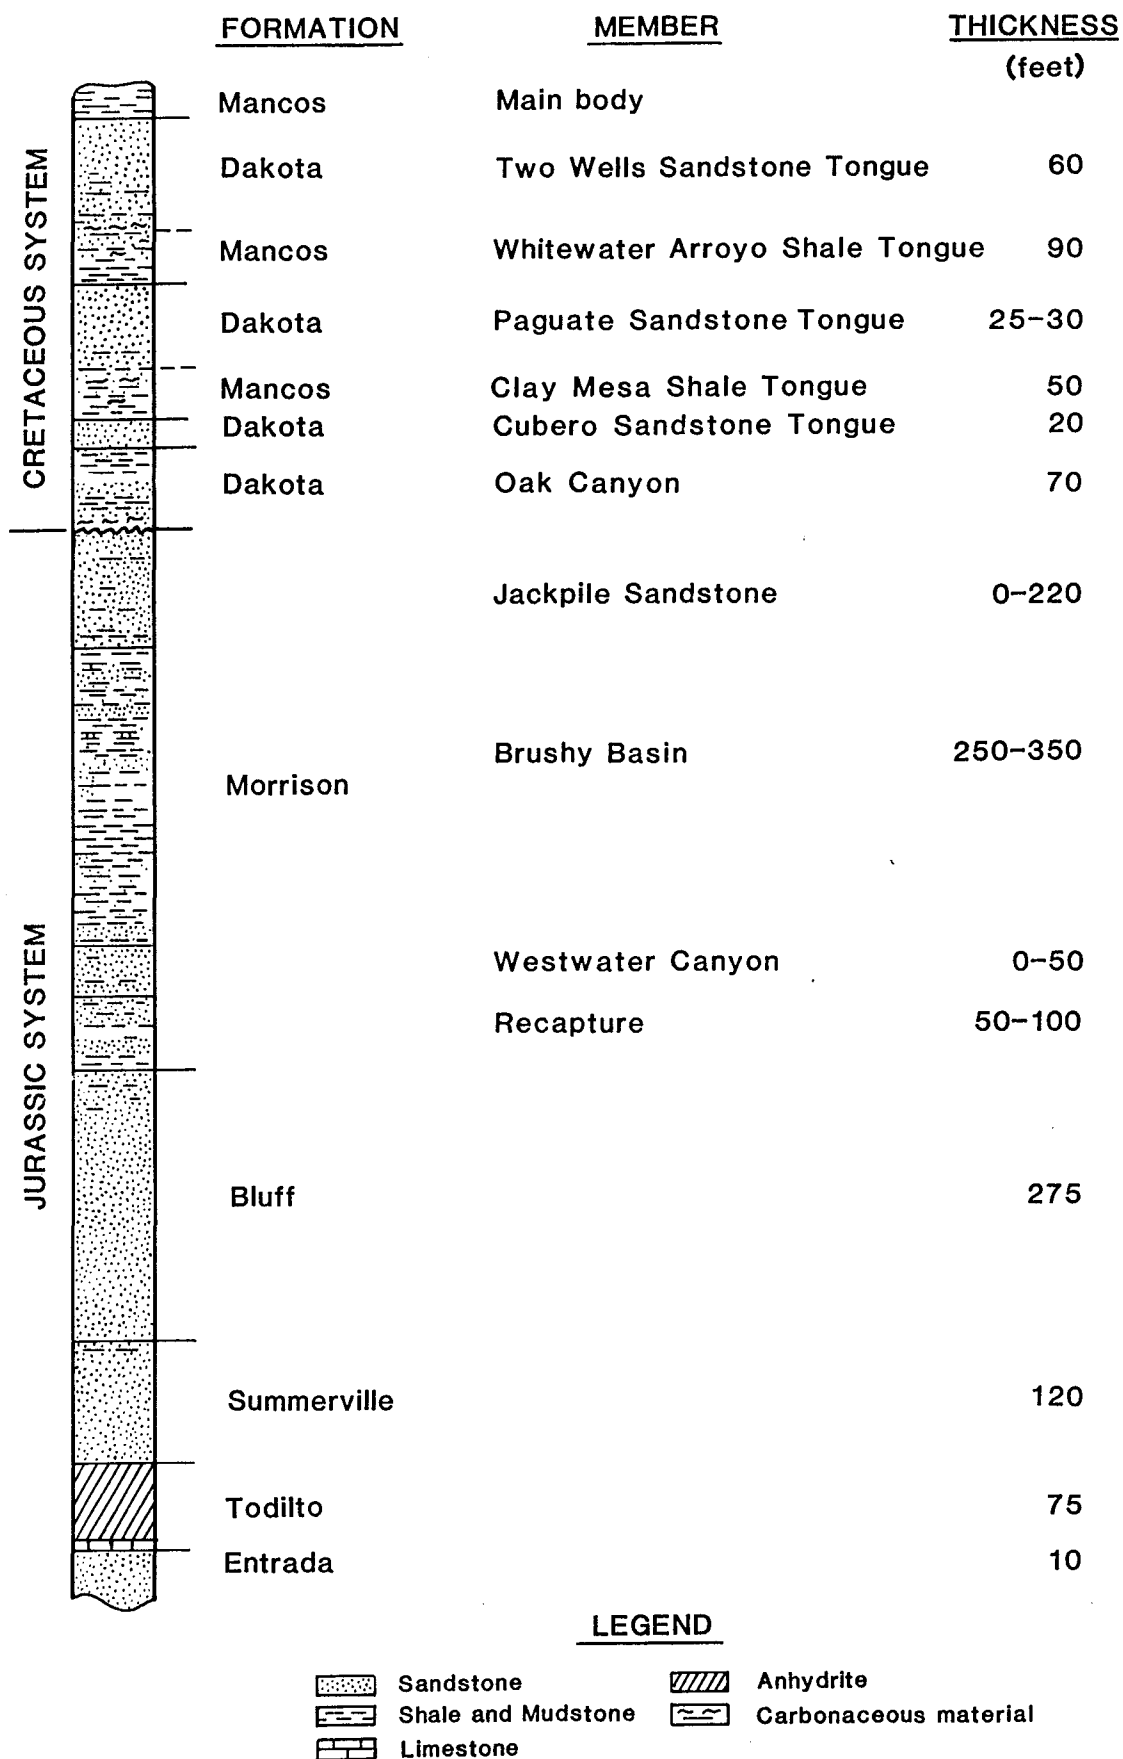 FORMATION MEMBER THICKNESS
(feet)
CRETACEOUS SYSTEM
Mancos Main body
Dakota Two Wells Sandstone Tongue 60
Mancos Whitewater Arroyo Shale Tongue 90
Dakota Paguate Sandstone Tongue 25-30
Mancos Clay Mesa Shale Tongue 50
Dakota Cubero Sandstone Tongue 20
Dakota Oak Canyon 70
JURASSIC SYSTEM
Jackpile Sandstone 0-220
Brushy Basin 250-350
Morrison
Westwater Canyon 0-50
Recapture 50-100
Bluff 275
Summerville 120
Todilto 75
Entrada 10
LEGEND
Sandstone Anhydrite
Shale and Mudstone Carbonaceous material
Limestone